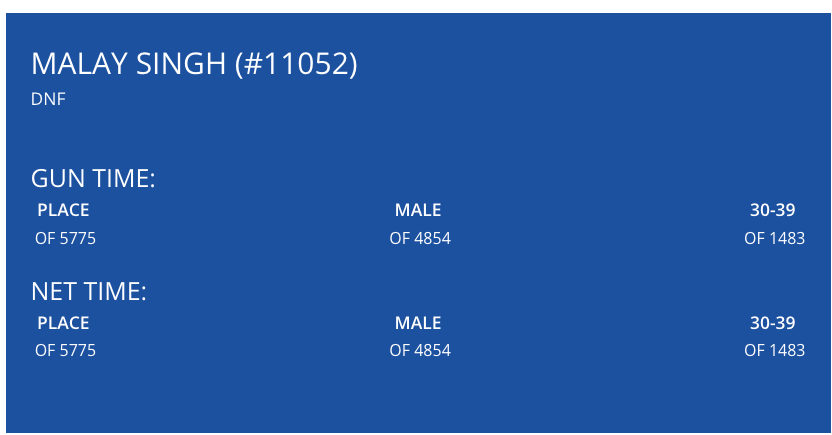 MALAY SINGH (#11052)
DNF
GUN TIME:
PLACE MALE 30-39
OF 5775 OF 4854 OF 1483
NET TIME:
PLACE MALE 30-39
OF 5775 OF 4854 OF 1483